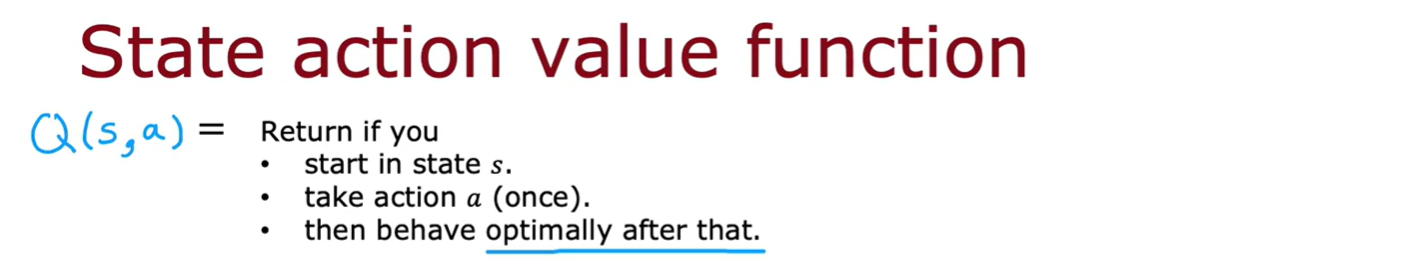 State action value function
Q(s,a) = Return if you
• start in state s.
• take action a (once).
• then behave optimally after that.